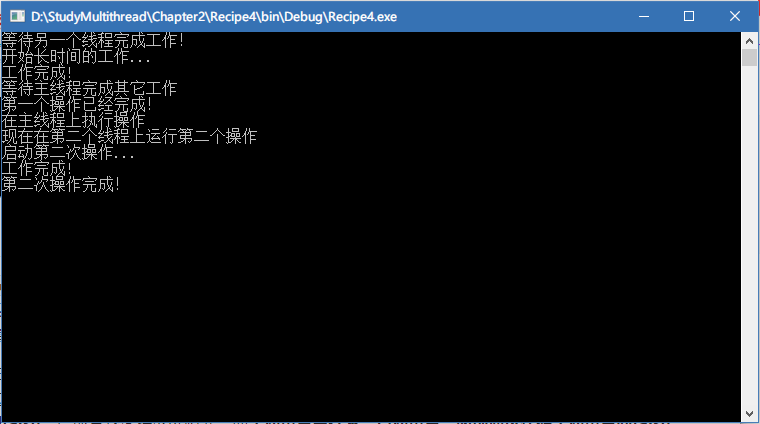 D:\StudyMultithread\Chapter2\Recipe4\bin\Debug\Recipe4.exe
等待另一个线程完成工作!
开始长时间的工作...
工作完成!
等待主线程完成其它工作
第一个操作已经完成!
在主线程上执行操作
现在在第二个线程上运行第二个操作
启动第二次操作...
工作完成!
第二次操作完成!